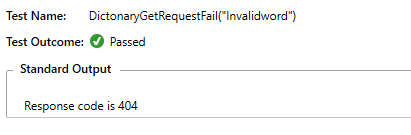 Test Name: DictonaryGetRequestFail("Invalidword")
Test Outcome: Passed
Standard Output
Response code is 404